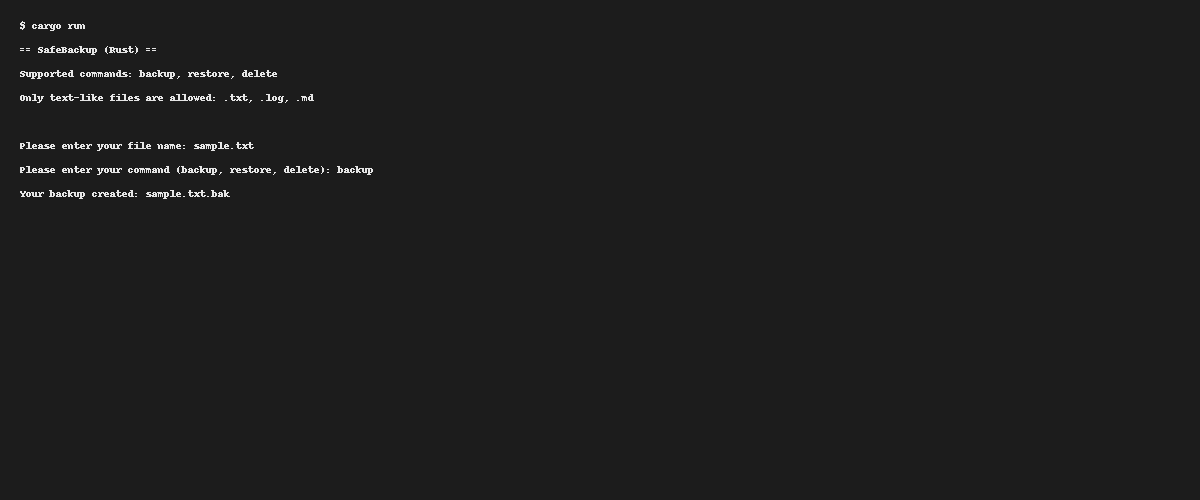 $ cargo run
== SafeBackup (Rust) ==
Supported commands: backup, restore, delete
Only text-like files are allowed: .txt, .log, .md
Please enter your file name: sample.txt
Please enter your command (backup, restore, delete): backup
Your backup created: sample.txt.bak